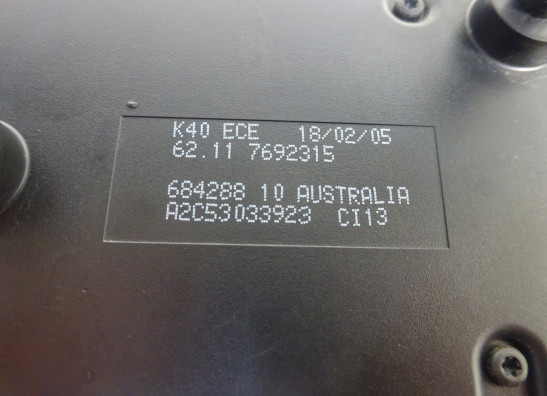 K40 ECE 18/02/05
62.11 7692315
684288 10 AUSTRALIA
A2C53033923 CI13